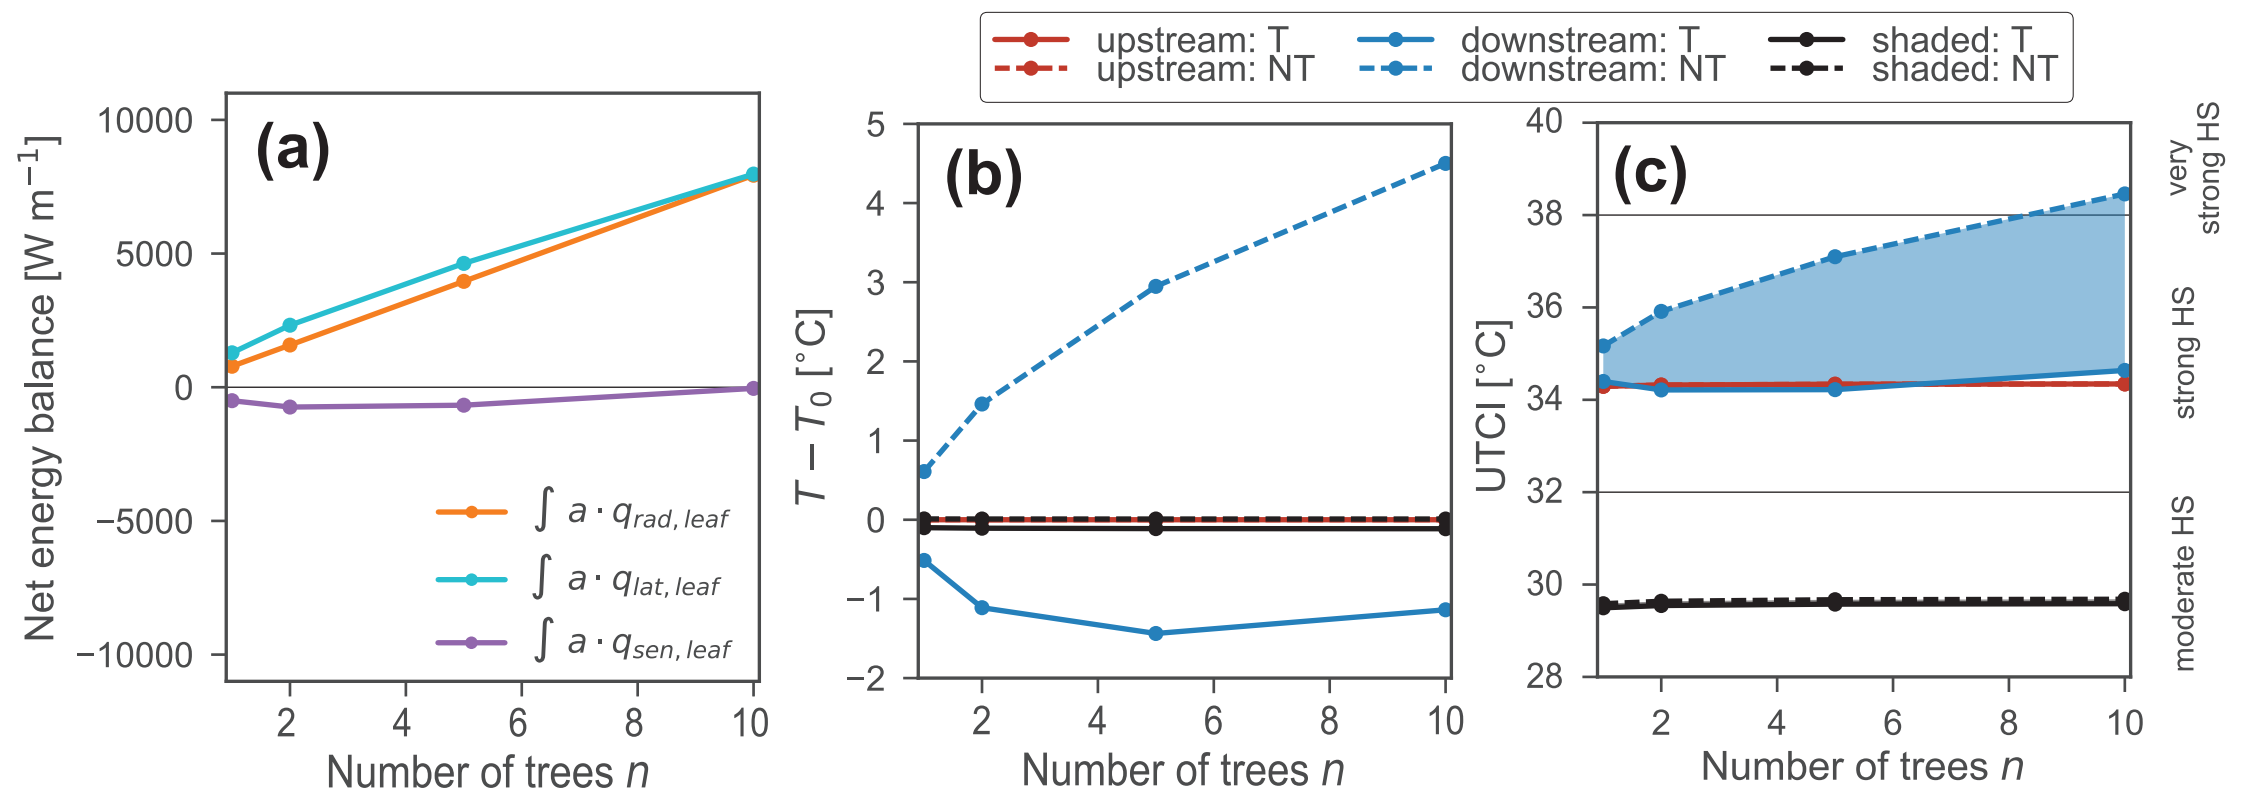 upstream: T downstream: T shaded: T
upstream: NT downstream: NT shaded: NT
(a)
Net energy balance [W m−1]
10000
5000
0
−5000
−10000
∫ a · qrad, leaf
∫ a · qlat, leaf
∫ a · qsen, leaf
2 4 6 8 10
Number of trees n
(b)
T − T0 [°C]
5
4
3
2
1
0
−1
−2
2 4 6 8 10
Number of trees n
(c)
UTCI [°C]
40
38
36
34
32
30
28
2 4 6 8 10
Number of trees n
very
strong HS
strong HS
moderate HS